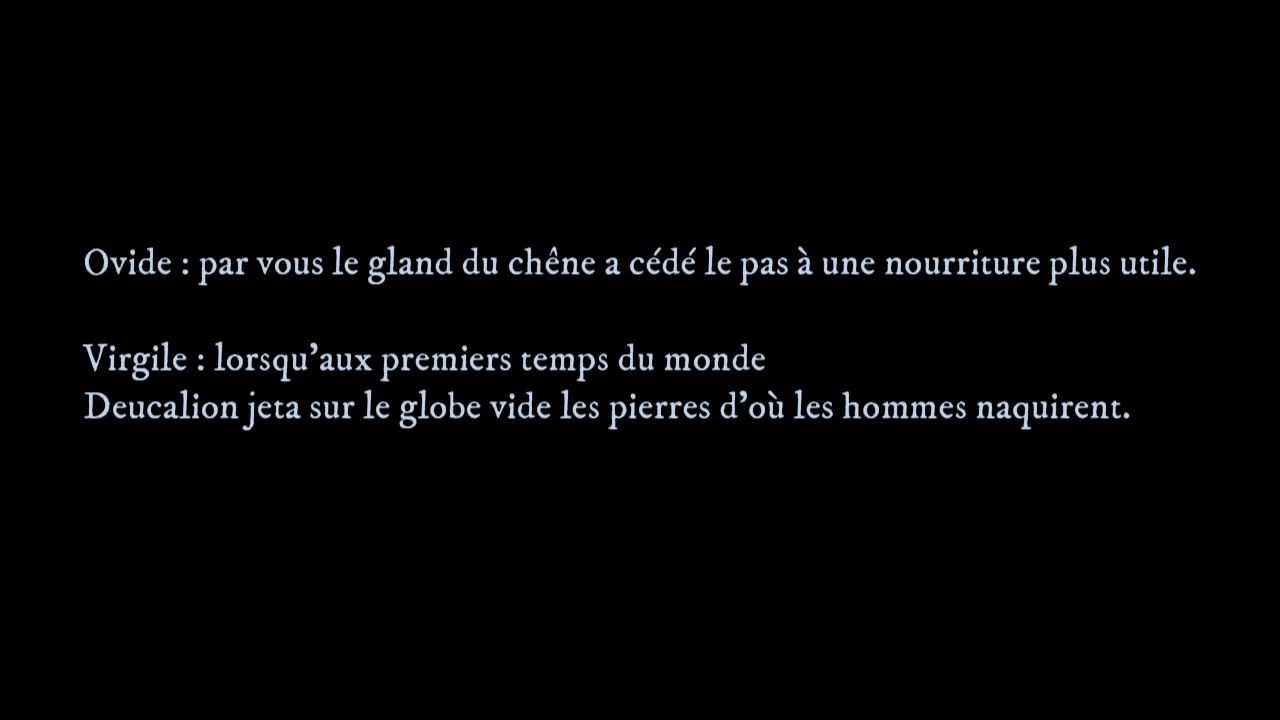 Ovide : par vous le gland du chêne a cédé le pas à une nourriture plus utile.
Virgile : lorsqu’aux premiers temps du monde
Deucalion jeta sur le globe vide les pierres d’où les hommes naquirent.